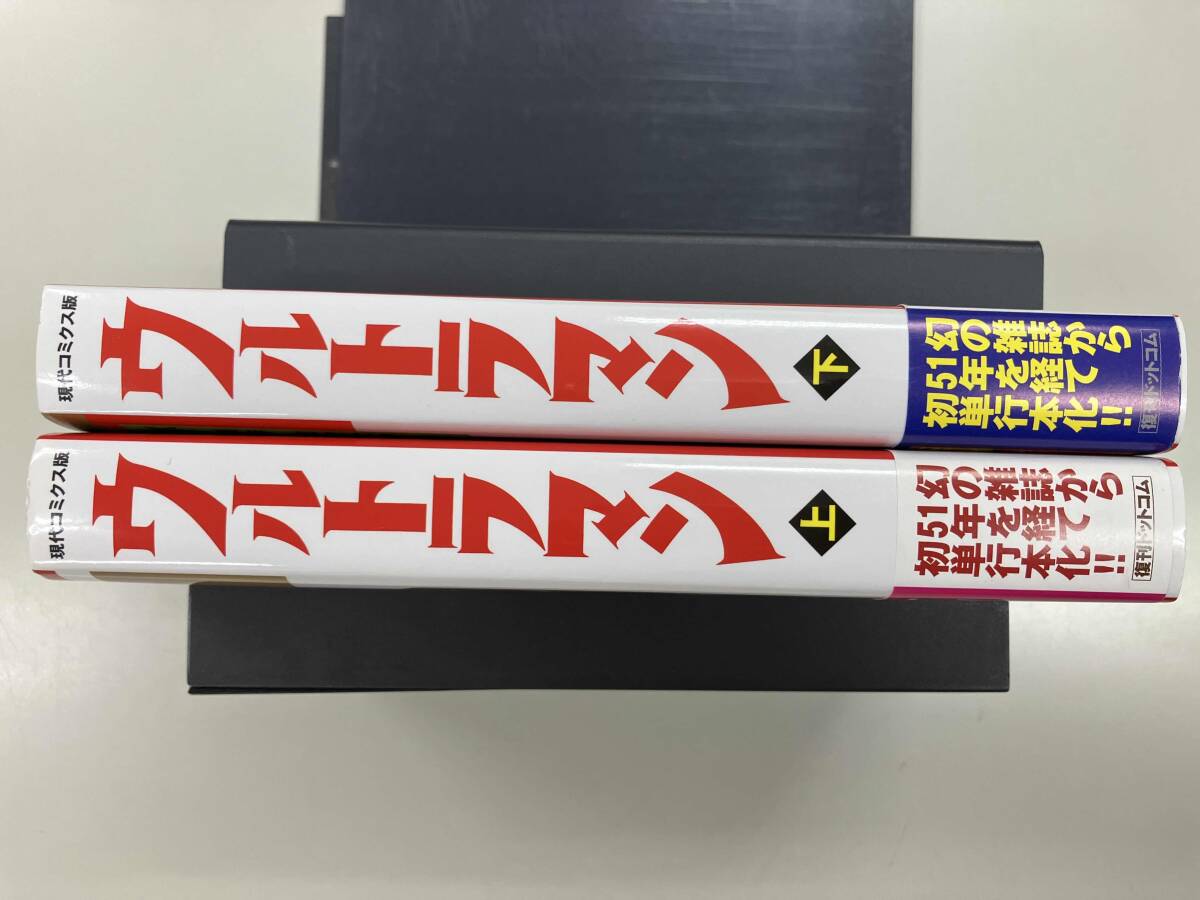 現代コミクス版
ウルトラマン
下
幻の雑誌から
51年を経て
初単行本化!!
復刊ドットコム
現代コミクス版
ウルトラマン
上
幻の雑誌から
51年を経て
初単行本化!!
復刊ドットコム